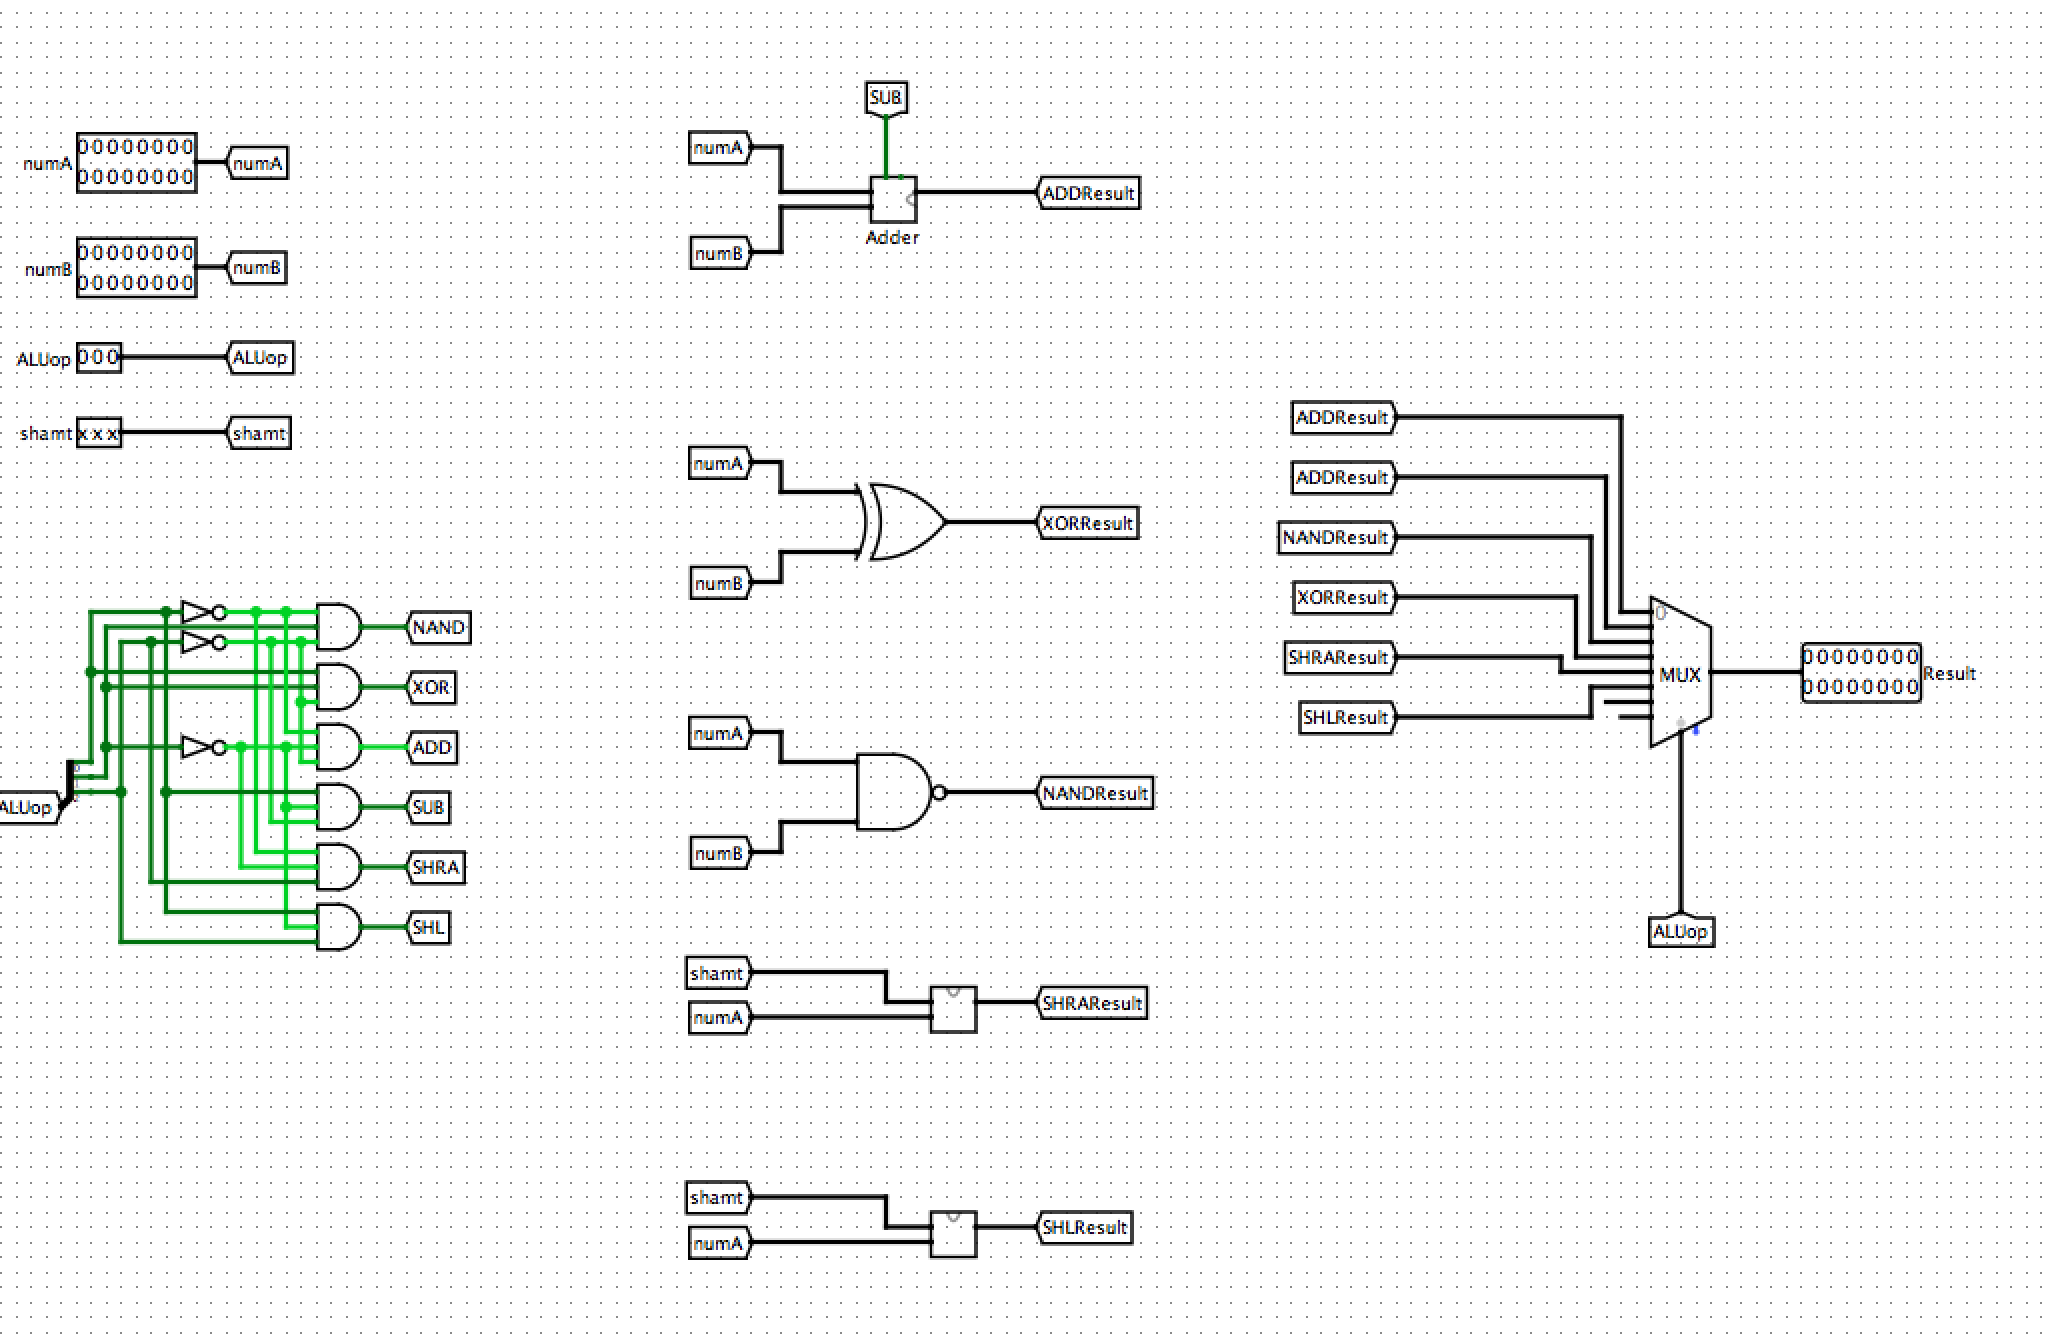 numA
00000000
00000000
numA
numB
00000000
00000000
numB
ALUop
000
ALUop
shamt
xxx
shamt
ALUop
NAND
XOR
ADD
SUB
SHRA
SHL
SUB
numA
numB
Adder
ADDResult
numA
numB
XORResult
numA
numB
NANDResult
shamt
numA
SHRAResult
shamt
numA
SHLResult
ADDResult
ADDResult
NANDResult
XORResult
SHRAResult
SHLResult
0
MUX
ALUop
00000000
00000000
Result